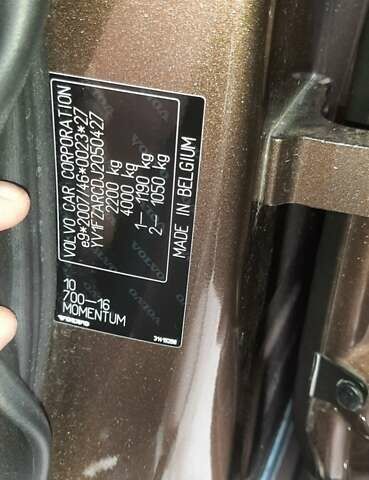 VOLVO CAR CORPORATION
e9*2007/46*0023*27
YV1FZARCDJ2050427
2200 kg
4000 kg
1— 1190 kg
2— 1050 kg
MADE IN BELGIUM
10
700—16
MOMENTUM
VOLVO